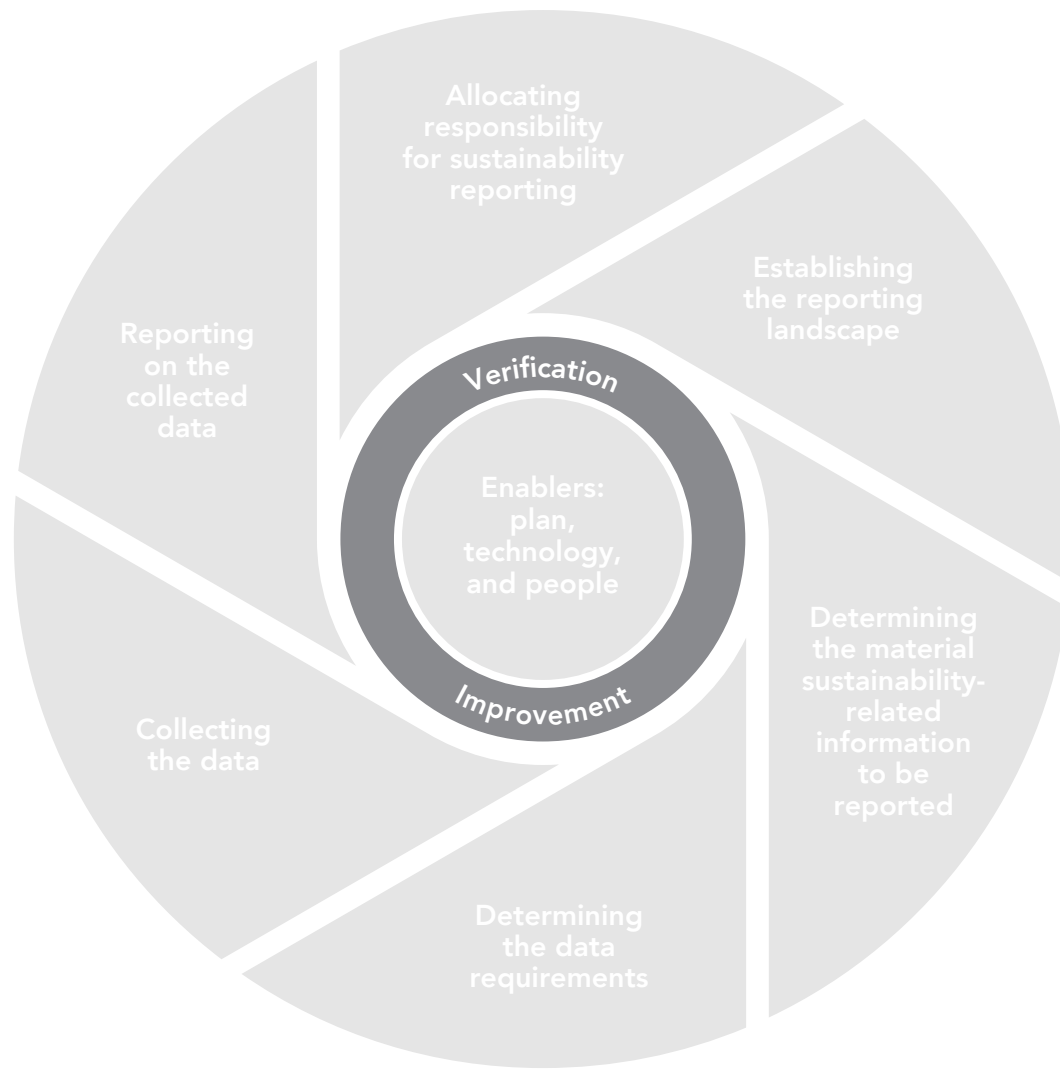 Allocating
responsibility
for sustainability
reporting
Establishing
the reporting
landscape
Determining
the material
sustainability-
related
information
to be
reported
Determining
the data
requirements
Collecting
the data
Reporting
on the
collected
data
Verification
Enablers:
plan,
technology,
and people
Improvement